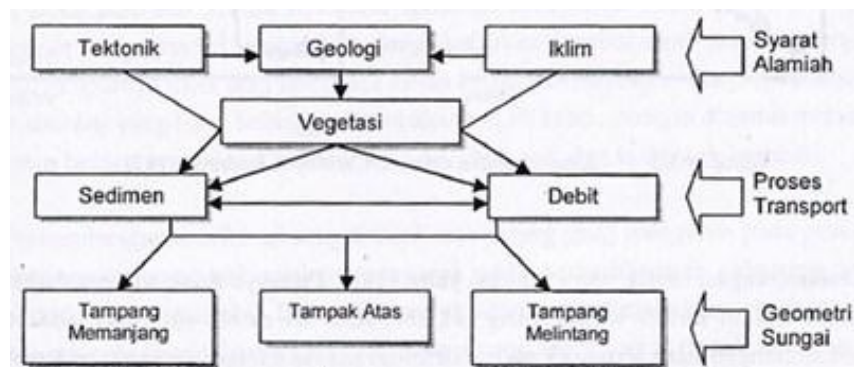 Tektonik
Geologi
Iklim
Syarat
Alamiah
Vegetasi
Sedimen
Debit
Proses
Transport
Tampang
Memanjang
Tampak Atas
Tampang
Melintang
Geometri
Sungai